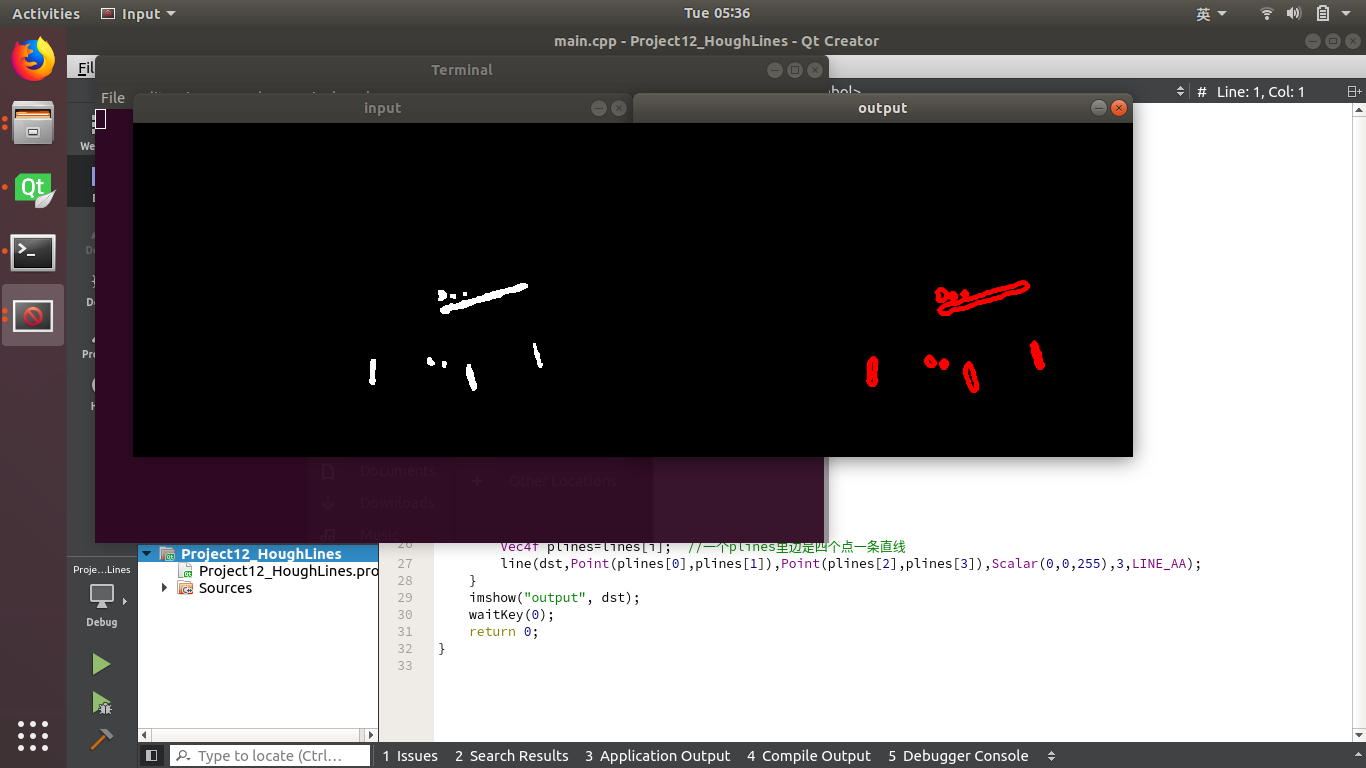 Activities
Input
Tue 05:36
英
main.cpp - Project12_HoughLines - Qt Creator
Fil
Terminal
File
# Line: 1, Col: 1
input
output
Documents
Other Locations
Downloads
Music
Project12_HoughLines
Project12_HoughLines.pro
Sources
Proje...Lines
Debug
26 Vec4f plines=lines[i]; //一个plines里边是四个点一条直线
27 line(dst,Point(plines[0],plines[1]),Point(plines[2],plines[3]),Scalar(0,0,255),3,LINE_AA);
28 }
29 imshow("output", dst);
30 waitKey(0);
31 return 0;
32 }
33
Type to locate (Ctrl...
1 Issues
2 Search Results
3 Application Output
4 Compile Output
5 Debugger Console